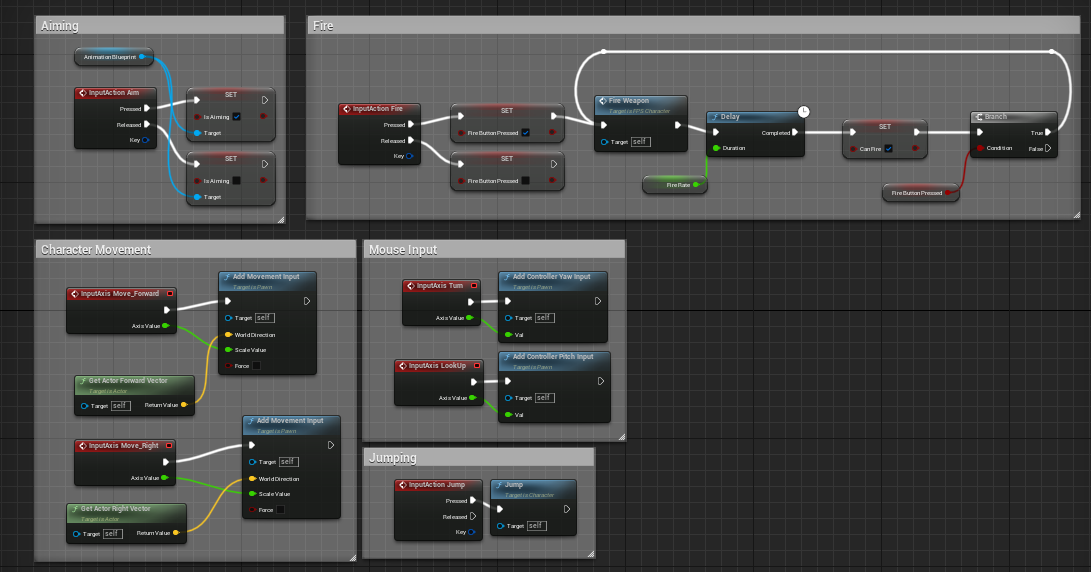 Aiming
AnimationBlueprint
InputAction Aim
Pressed
Released
Key
SET
Is Aiming
Target
SET
Is Aiming
Target
Fire
InputAction Fire
Pressed
Released
Key
SET
Fire Button Pressed
SET
Fire Button Pressed
Fire Weapon
Target is FPS Character
Target self
Delay
Completed
Duration
Fire Rate
SET
Can Fire
Branch
True
Condition False
Fire Button Pressed
Character Movement
InputAxis Move_Forward
Axis Value
Add Movement Input
Target is Pawn
Target self
World Direction
Scale Value
Force
Get Actor Forward Vector
Target is Actor
Target self Return Value
InputAxis Move_Right
Axis Value
Add Movement Input
Target is Pawn
Target self
World Direction
Scale Value
Force
Get Actor Right Vector
Target is Actor
Target self Return Value
Mouse Input
InputAxis Turn
Axis Value
Add Controller Yaw Input
Target is Pawn
Target self
Val
InputAxis LookUp
Axis Value
Add Controller Pitch Input
Target is Pawn
Target self
Val
Jumping
InputAction Jump
Pressed
Released
Key
Jump
Target is Character
Target self